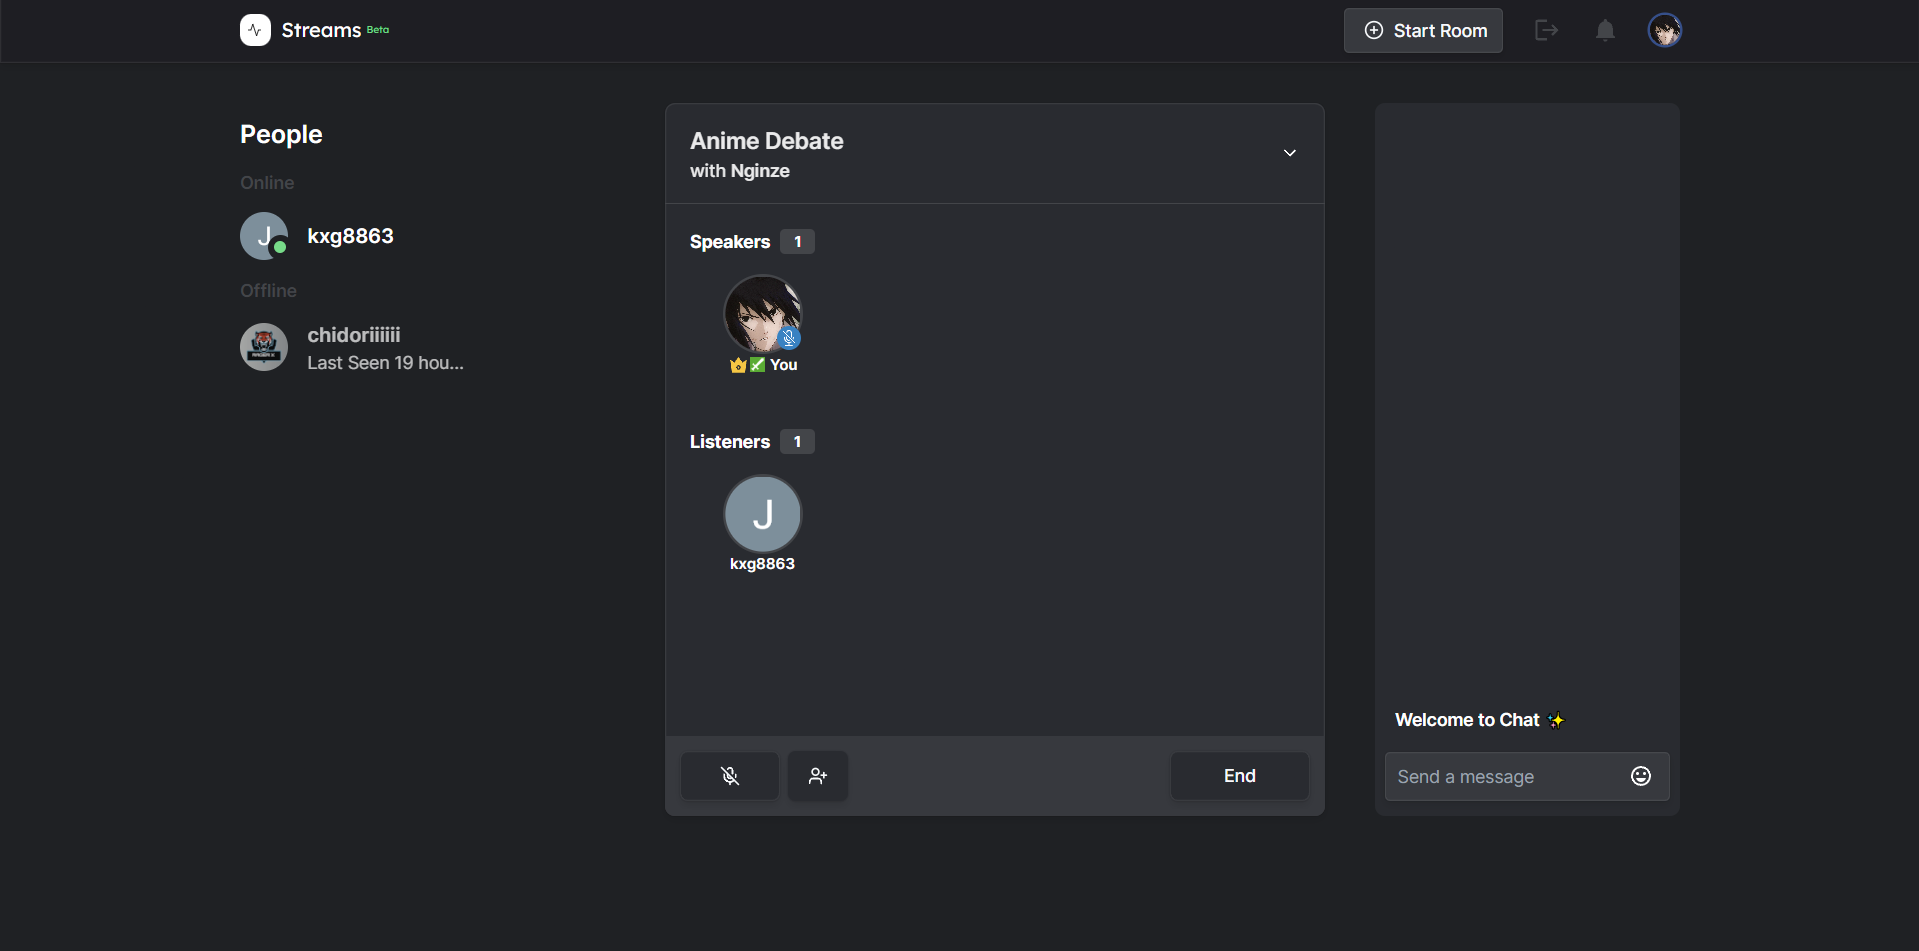 Streams Beta
Start Room
People
Online
J
kxg8863
Offline
chidoriiiiii
Last Seen 19 hou...
Anime Debate
with Nginze
Speakers 1
You
Listeners 1
J
kxg8863
End
Welcome to Chat ✨
Send a message